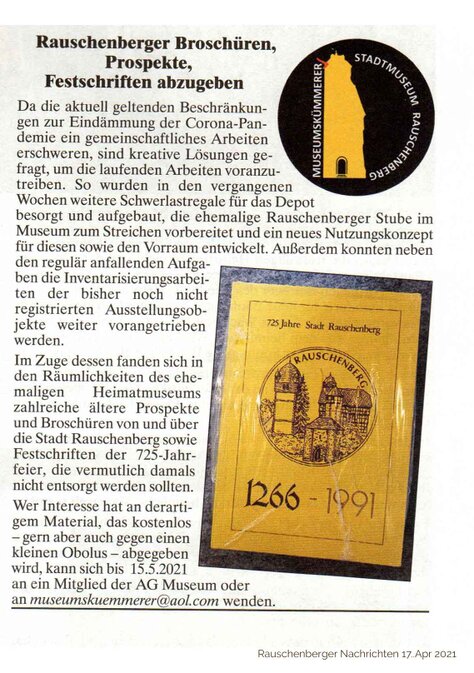 Rauschenberger Broschüren,
Prospekte,
Festschriften abzugeben
MUSEUMSKÜMMERER
STADTMUSEUM RAUSCHENBERG
Da die aktuell geltenden Beschränkun-
gen zur Eindämmung der Corona-Pan-
demie ein gemeinschaftliches Arbeiten
erschweren, sind kreative Lösungen ge-
fragt, um die laufenden Arbeiten voranzu-
treiben. So wurden in den vergangenen
Wochen weitere Schwerlastregale für das Depot
besorgt und aufgebaut, die ehemalige Rauschenberger Stube im
Museum zum Streichen vorbereitet und ein neues Nutzungskonzept
für diesen sowie den Vorraum entwickelt. Außerdem konnten neben
den regulär anfallenden Aufga-
ben die Inventarisierungsarbei-
ten der bisher noch nicht
registrierten Ausstellungsob-
jekte weiter vorangetrieben
werden.
Im Zuge dessen fanden sich in
den Räumlichkeiten des ehe-
maligen Heimatmuseums
zahlreiche ältere Prospekte
und Broschüren von und über
die Stadt Rauschenberg sowie
Festschriften der 725-Jahr-
feier, die vermutlich damals
nicht entsorgt werden sollten.
Wer Interesse hat an derarti-
gem Material, das kostenlos
– gern aber auch gegen einen
kleinen Obolus – abgegeben
wird, kann sich bis 15.5.2021
an ein Mitglied der AG Museum oder
an museumskuemmerer@aol.com wenden.
725 Jahre Stadt Rauschenberg
RAUSCHENBERG
1266 - 1991
Rauschenberger Nachrichten 17.Apr 2021